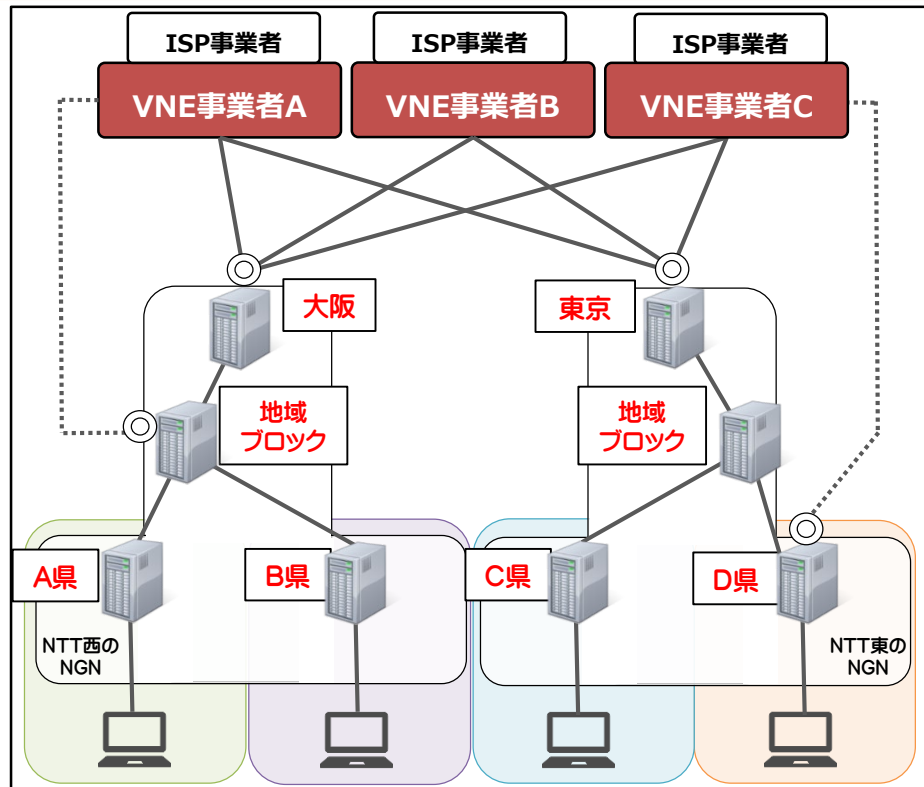 ISP事業者
ISP事業者
ISP事業者
VNE事業者A
VNE事業者B
VNE事業者C
大阪
東京
地域
ブロック
地域
ブロック
A県
B県
C県
D県
NTT西の
NGN
NTT東の
NGN